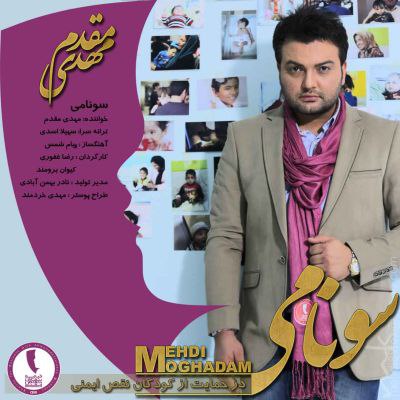 مهدی مقدم
سونامی
خواننده: مهدی مقدم
ترانه سرا: سهیلا اسدی
آهنگساز: پیام شمس
کارگردان: رضا غفوری
کیوان برومند
مدیر تولید: نادر بهمن آبادی
طراح پوستر: مهدی خردمند
سونامی
MEHDI
MOGHADAM
در حمایت از کودکان نقص ایمنی